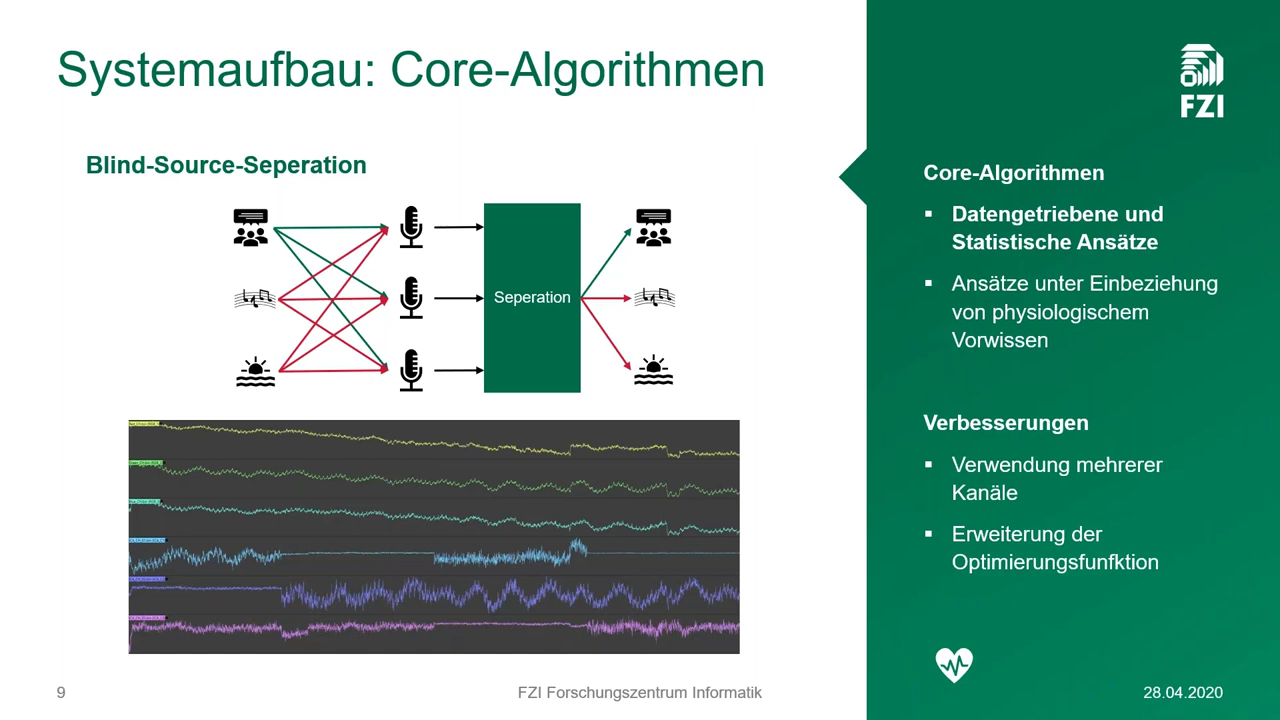 Systemaufbau: Core-Algorithmen
FZI
Blind-Source-Seperation
Seperation
Core-Algorithmen
▪ Datengetriebene und
Statistische Ansätze
▪ Ansätze unter Einbeziehung
von physiologischem
Vorwissen
Verbesserungen
▪ Verwendung mehrerer
Kanäle
▪ Erweiterung der
Optimierungsfunfktion
9
FZI Forschungszentrum Informatik
28.04.2020